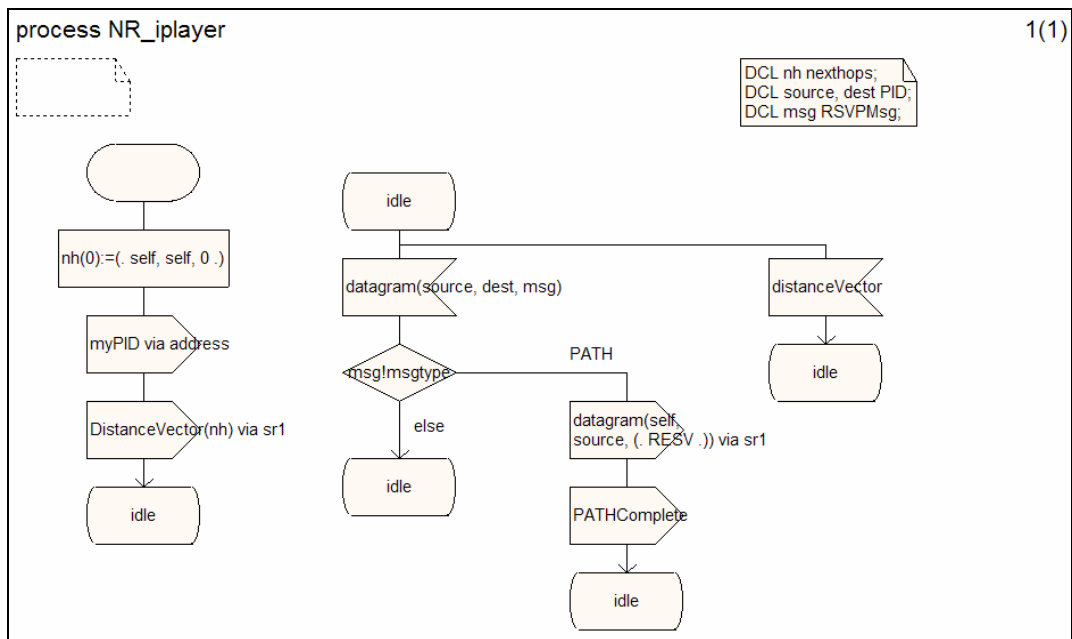 process NR_iplayer
1(1)
DCL nh nexthops;
DCL source, dest PID;
DCL msg RSVPMsg;
nh(0):=(. self, self, 0 .)
myPID via address
DistanceVector(nh) via sr1
idle
idle
datagram(source, dest, msg)
msg!msgtype
else
idle
PATH
datagram(self,
source, (. RESV .)) via sr1
PATHComplete
idle
distanceVector
idle